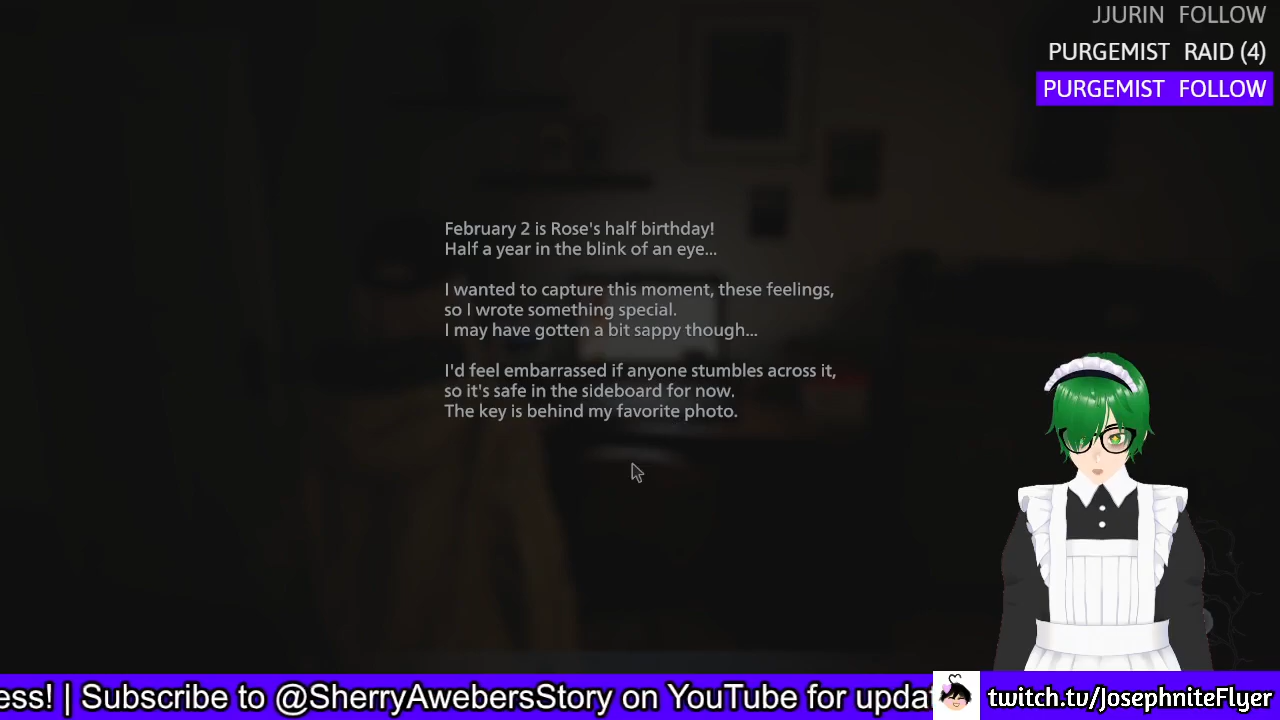 JJURIN FOLLOW
PURGEMIST RAID (4)
PURGEMIST FOLLOW
February 2 is Rose's half birthday!
Half a year in the blink of an eye...
I wanted to capture this moment, these feelings,
so I wrote something special.
I may have gotten a bit sappy though...
I'd feel embarrassed if anyone stumbles across it,
so it's safe in the sideboard for now.
The key is behind my favorite photo.
ess! | Subscribe to @SherryAwebersStory on YouTube for updat
twitch.tv/JosephniteFlyer